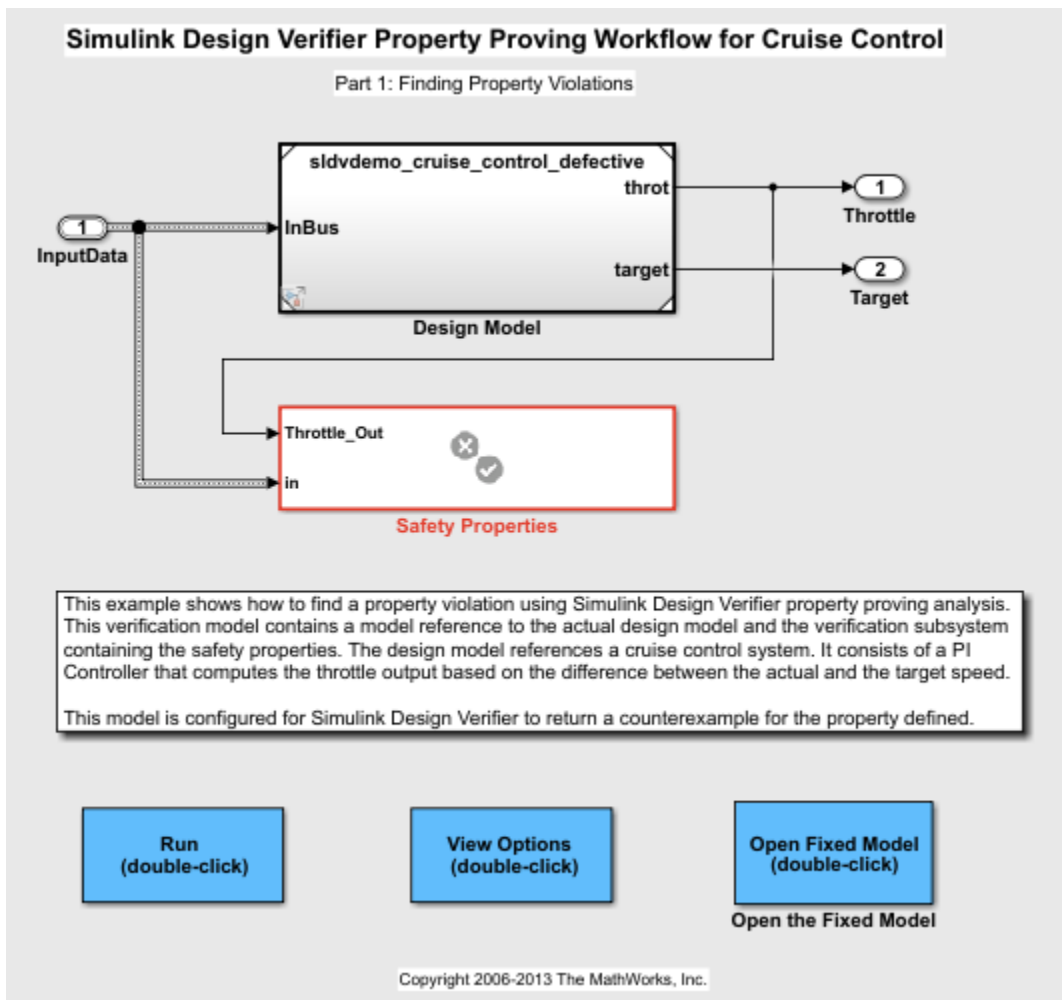 Simulink Design Verifier Property Proving Workflow for Cruise Control
Part 1: Finding Property Violations
sldvdemo_cruise_control_defective
throt
1
Throttle
1
InBus
InputData
target
2
Target
Design Model
Throttle_Out
in
Safety Properties
This example shows how to find a property violation using Simulink Design Verifier property proving analysis.
This verification model contains a model reference to the actual design model and the verification subsystem
containing the safety properties. The design model references a cruise control system. It consists of a PI
Controller that computes the throttle output based on the difference between the actual and the target speed.
This model is configured for Simulink Design Verifier to return a counterexample for the property defined.
Run
(double-click)
View Options
(double-click)
Open Fixed Model
(double-click)
Open the Fixed Model
Copyright 2006-2013 The MathWorks, Inc.